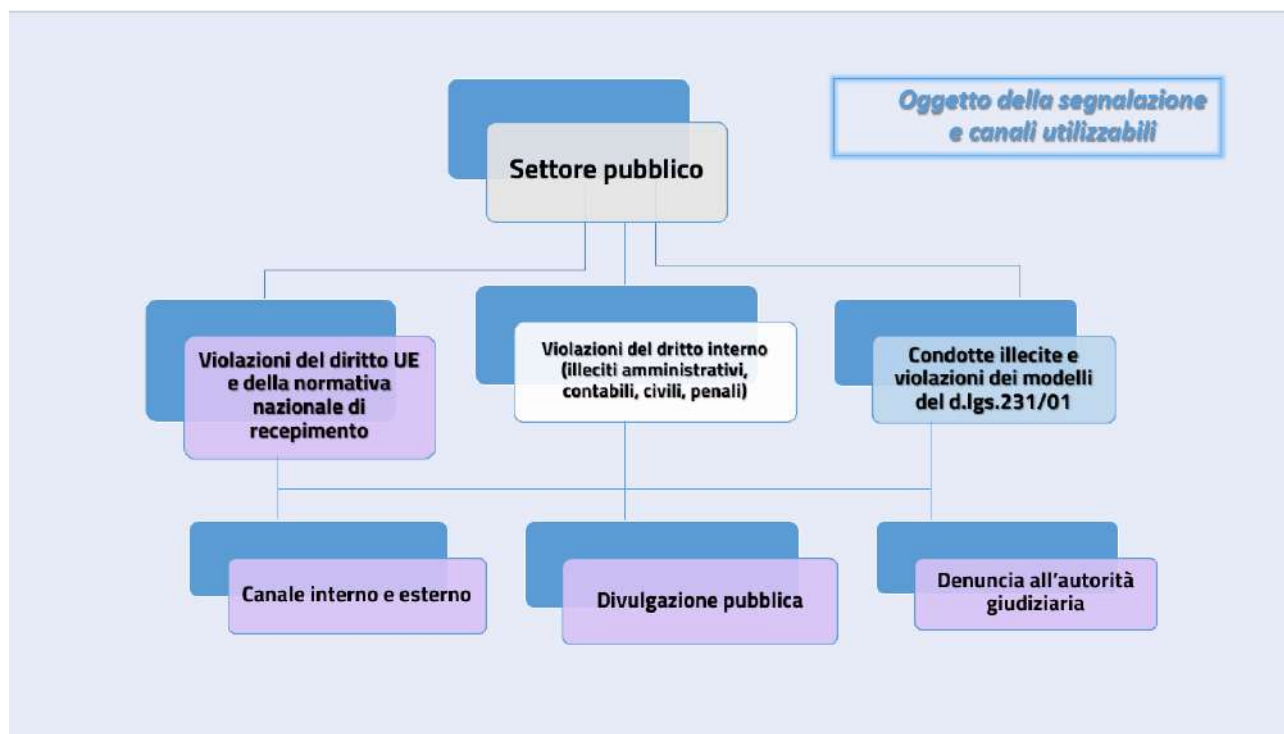 Oggetto della segnalazione
e canali utilizzabili
Settore pubblico
Violazioni del diritto UE
e della normativa
nazionale di
recepimento
Violazioni del dritto interno
(illeciti amministrativi,
contabili, civili, penali)
Condotte illecite e
violazioni dei modelli
del d.lgs.231/01
Canale interno e esterno
Divulgazione pubblica
Denuncia all'autorità
giudiziaria